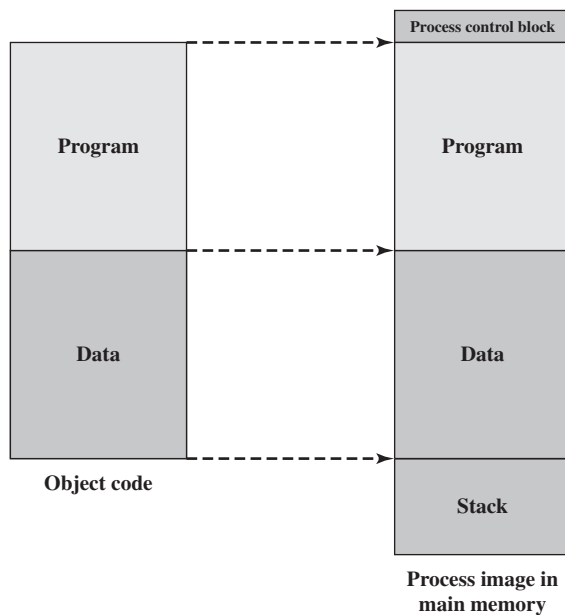 Process control block
Program
Program
Data
Data
Object code
Stack
Process image in
main memory